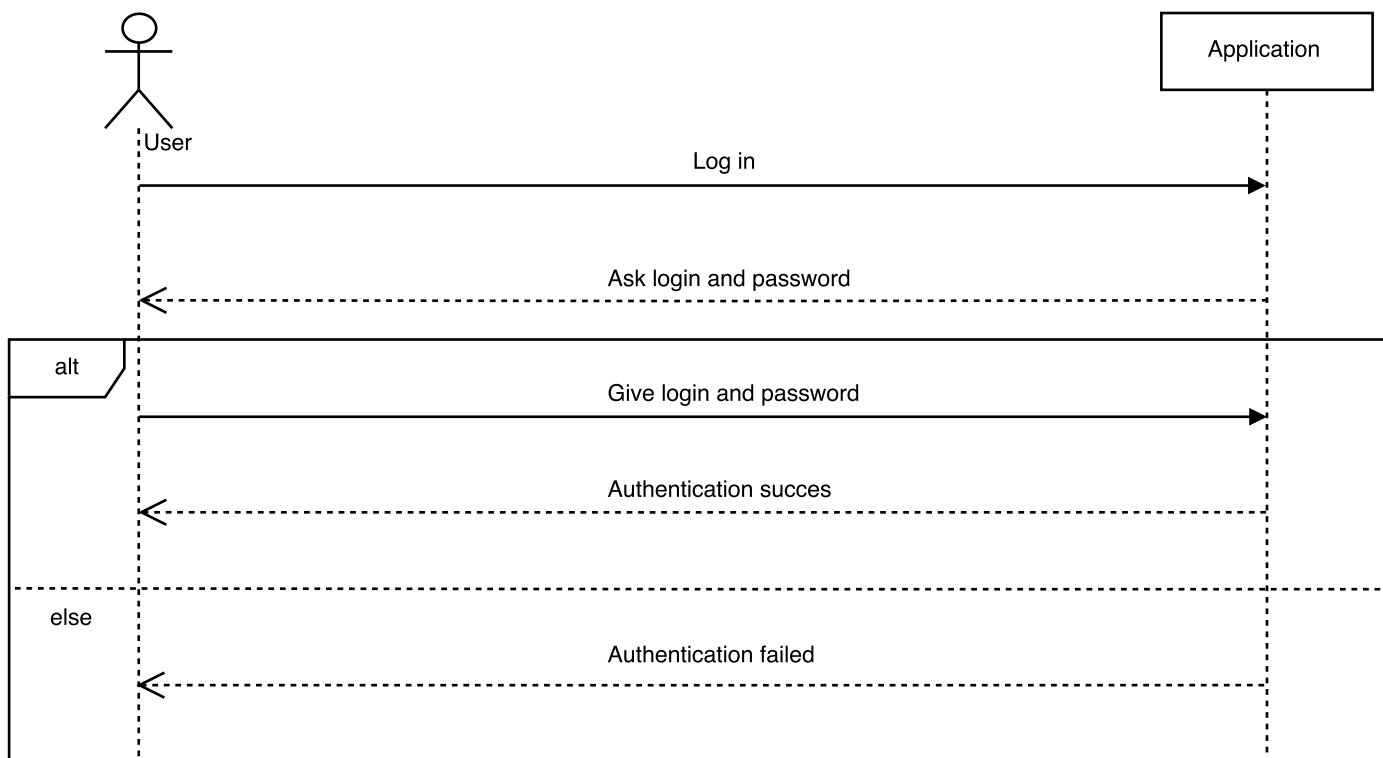 Application
User
Log in
Ask login and password
alt
Give login and password
Authentication succes
else
Authentication failed